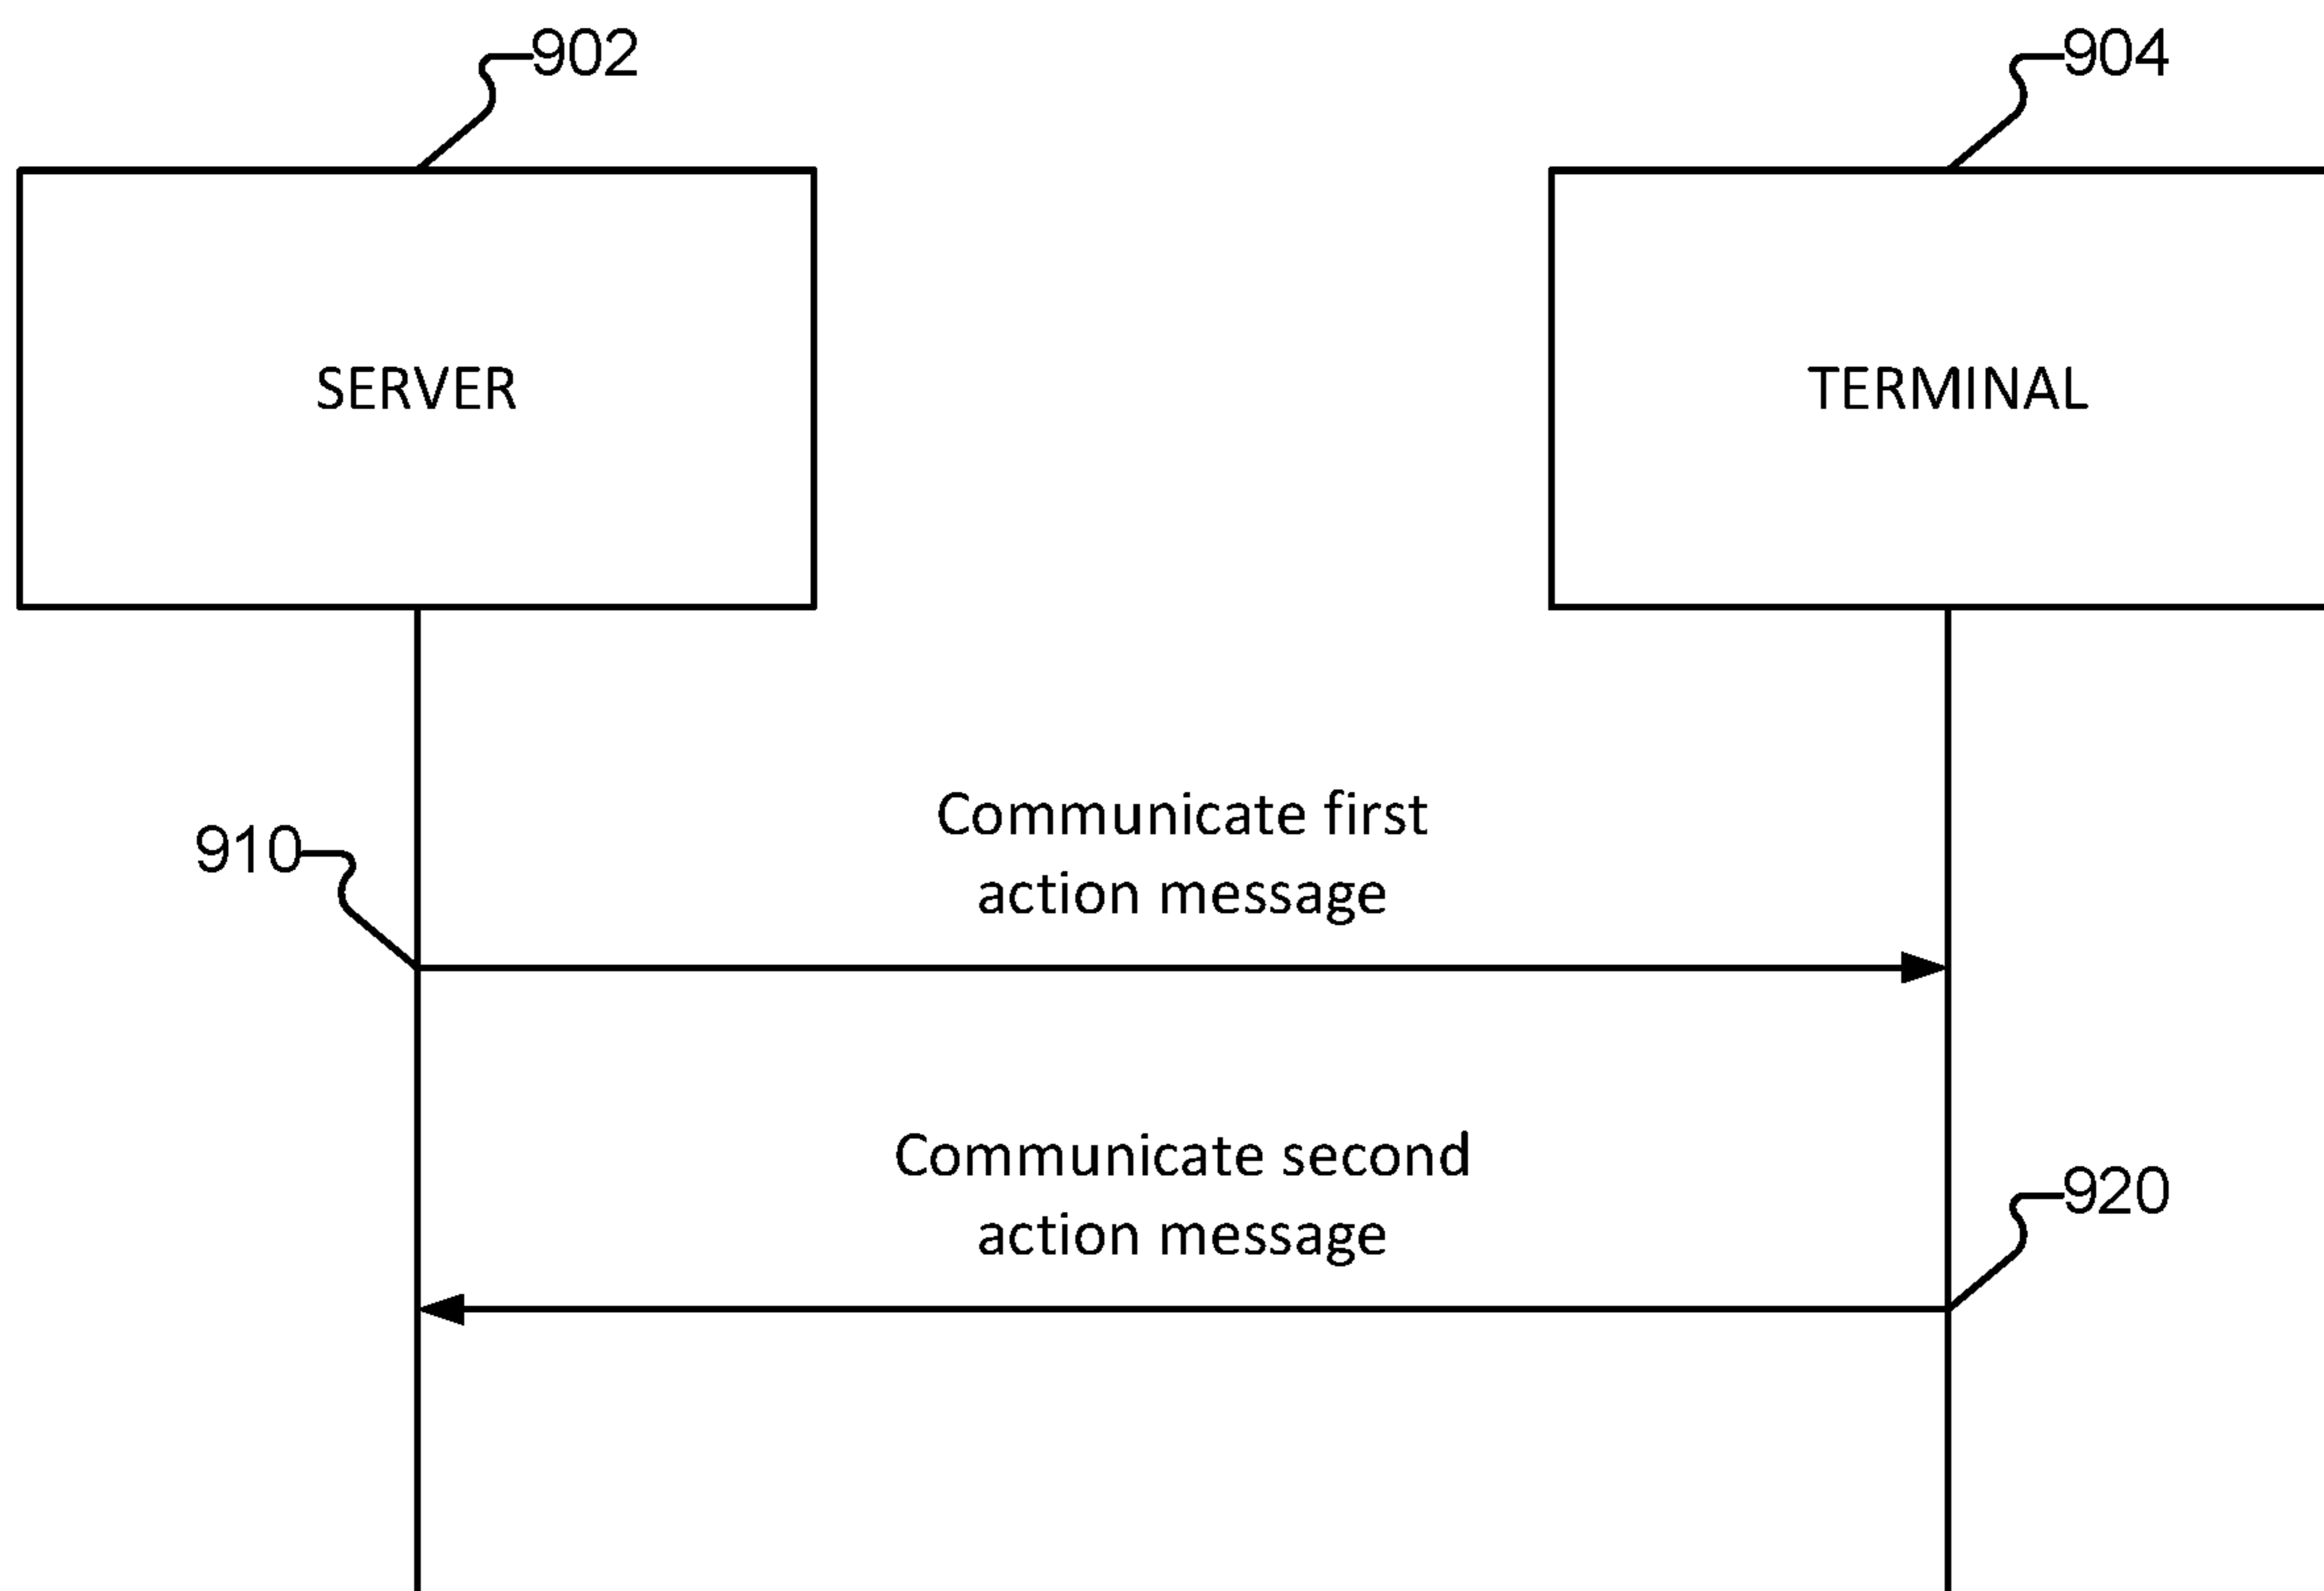 902
904
SERVER
TERMINAL
Communicate first
action message
910
Communicate second
action message
920